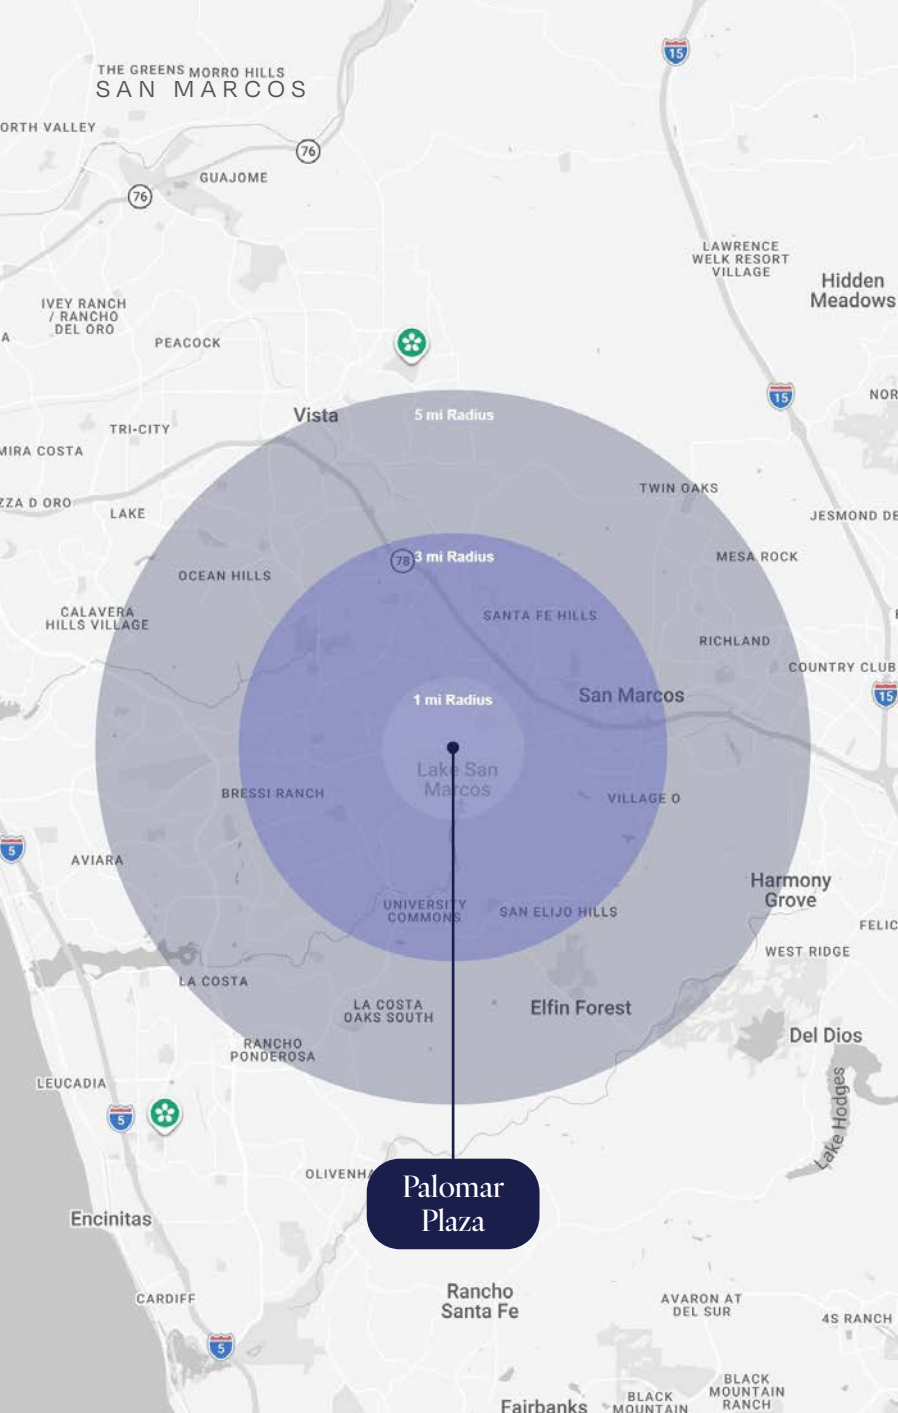 THE GREENS MORRO HILLS
SAN MARCOS
15
ORTH VALLEY
76
GUAJOME
76
LAWRENCE
WELK RESORT
VILLAGE
Hidden
Meadows
IVEY RANCH
/ RANCHO
DEL ORO
A
PEACOCK
15
NOR
Vista
5 mi Radius
TRI-CITY
MIRA COSTA
TWIN OAKS
ZZA D ORO
LAKE
JESMOND DE
78
3 mi Radius
MESA ROCK
OCEAN HILLS
CALAVERA
HILLS VILLAGE
SANTA FE HILLS
RICHLAND
COUNTRY CLUB
15
San Marcos
1 mi Radius
Lake San
Marcos
BRESSI RANCH
VILLAGE O
5
AVIARA
Harmony
Grove
UNIVERSITY
COMMONS
SAN ELIJO HILLS
FELIC
WEST RIDGE
LA COSTA
LA COSTA
OAKS SOUTH
Elfin Forest
Del Dios
RANCHO
PONDEROSA
LEUCADIA
Lake Hodges
5
OLIVENHA
Palomar
Plaza
Encinitas
Rancho
Santa Fe
CARDIFF
AVARON AT
DEL SUR
4S RANCH
5
BLACK
MOUNTAIN
RANCH
BLACK
MOUNTAIN
Fairbanks